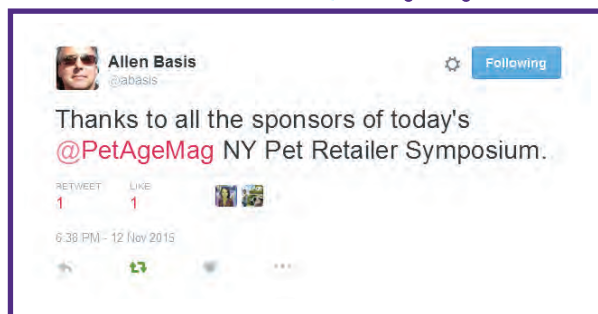 Allen Basis
@abasis
Following
Thanks to all the sponsors of today's
@PetAgeMag NY Pet Retailer Symposium.
RETWEET LIKE
1 1
6:38 PM - 12 Nov 2015